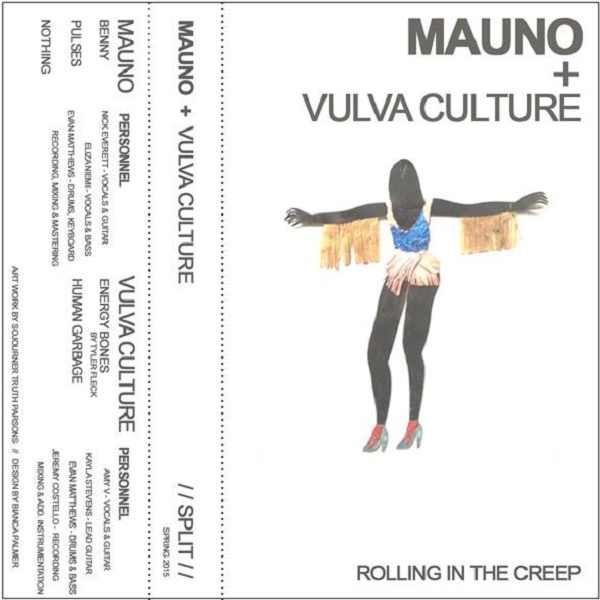 MAUNO
+
VULVA CULTURE
ROLLING IN THE CREEP
MAUNO + VULVA CULTURE // SPLIT //
SPRING 2015
MAUNO
BENNY
PULSES
NOTHING
PERSONNEL
NICK EVERETT - VOCALS & GUITAR
ELIZA NIEMI - VOCALS & BASS
EVAN MATTHEWS - DRUMS, KEYBOARD
RECORDING, MIXING & MASTERING
VULVA CULTURE
ENERGY BONES
BY TYLER FLECK
HUMAN GARBAGE
PERSONNEL
AMY V - VOCALS & GUITAR
KAYLA STEVENS - LEAD GUITAR
EVAN MATTHEWS - DRUMS & BASS
JEREMY COSTELLO - RECORDING
MIXING & ADD. INSTRUMENTATION
ARTWORK BY SOJOURNER TRUTH PARSONS // DESIGN BY BIANCA PALMER